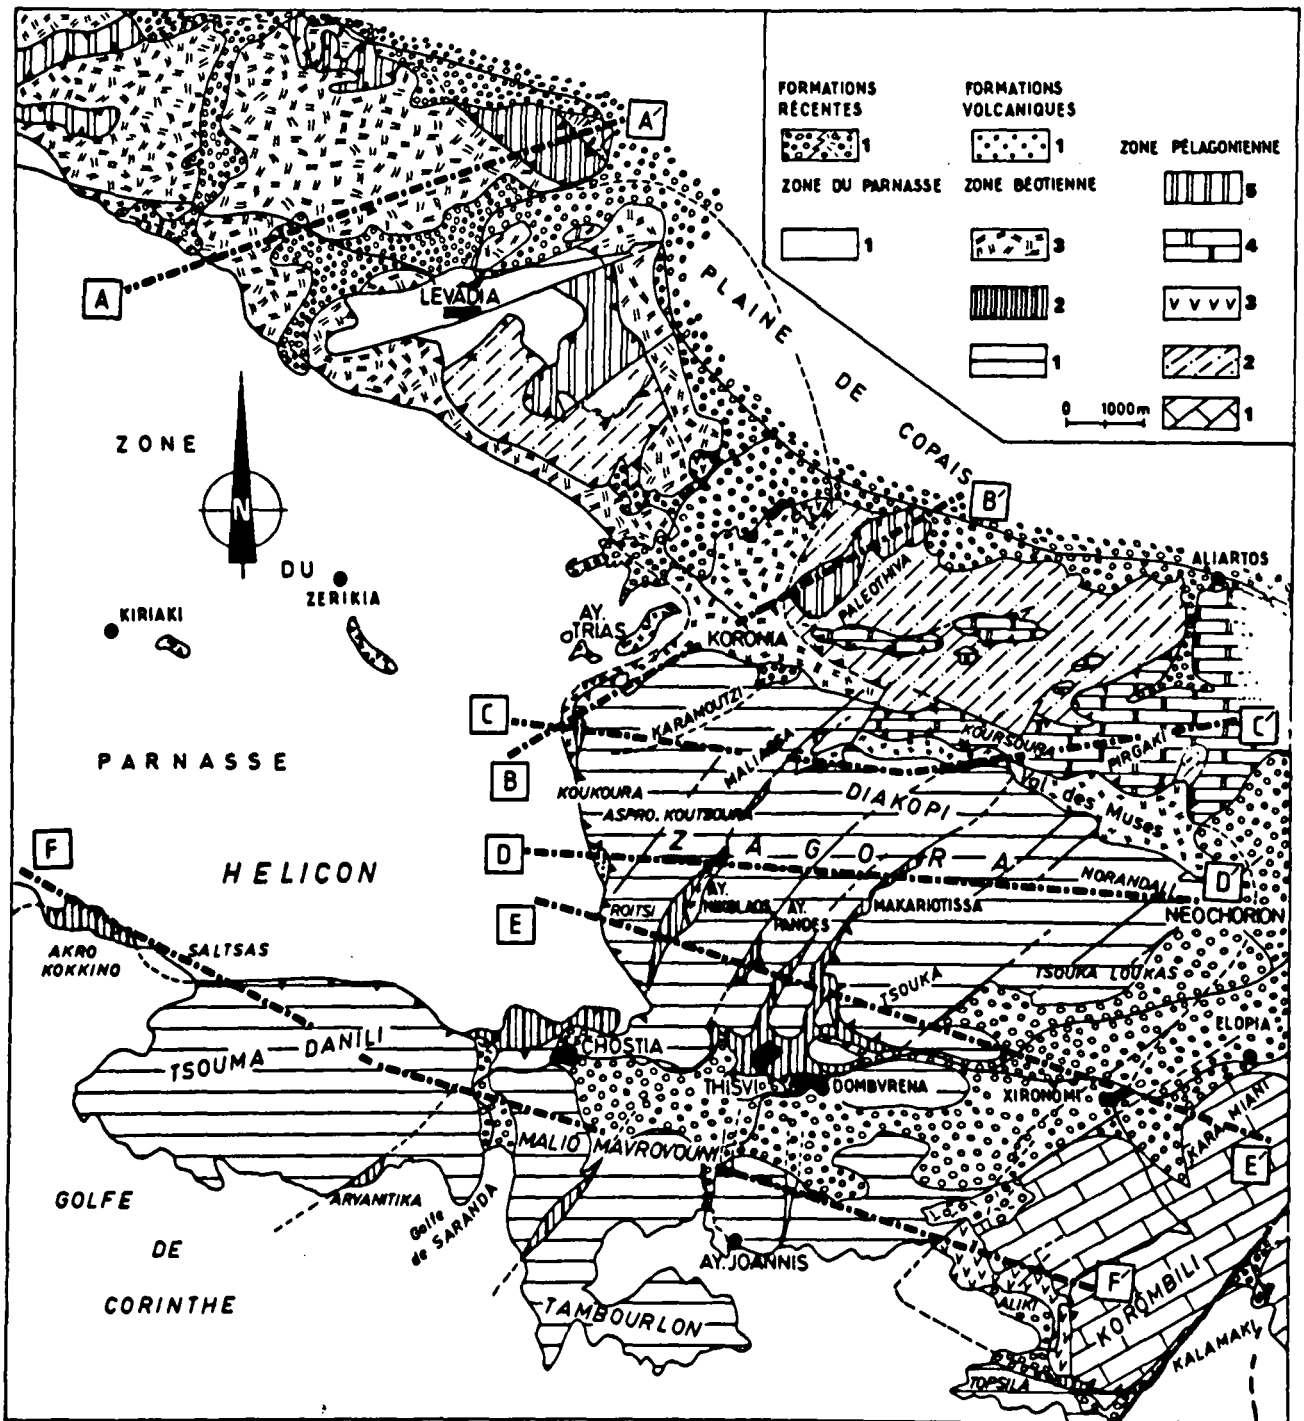 FORMATIONS
RÉCENTES
1
FORMATIONS
VOLCANIQUES
1
ZONE PÉLAGONIENNE
ZONE DU PARNASSE
1
ZONE BÉOTIENNE
3
2
1
5
4
3
2
1
0 1000m
A'
A
LEVADIA
PLAINE
DE
COPAIS
B'
ZONE
N
DU
ZERIKIA
KIRIAKI
AY.
TRIAS
KORONIA
PALEOTHIVA
ALIARTOS
C
KARAMOUTZI
MALIASSA
KOURSOURA
PIRGAKI
C'
PARNASSE
B
KOUKOURA
ASPRO. KOUTSOURA
DIAKOPI
Val des Muses
F
HELICON
D
ZAGORA
NORANDALI
D'
NEOCHORION
E
ROITSI
AY.
NIKOLAOS
AY.
PANDES
MAKARIOTISSA
AKRO
KOKKINO
SALTSAS
TSOUKA
TSOUKA LOUKAS
TSOUMA DANILI
CHOSTIA
ELOPIA
THISVI
DOMBVRENA
XIRONOMI
KARA MIANI
E'
MALIO MAVROVOUNI
ARVANITIKA
Golfe
de SARANDA
GOLFE
DE
CORINTHE
AY. JOANNIS
F'
TAMBOURLON
ALIKI
KOROMBILI
KALAMAKI
TOPSILA